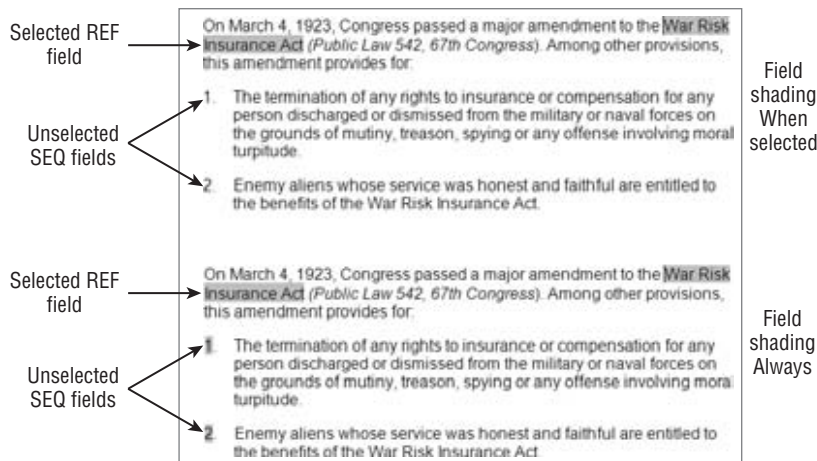 Selected REF
field
On March 4, 1923, Congress passed a major amendment to the War Risk
Insurance Act (Public Law 542, 67th Congress). Among other provisions,
this amendment provides for:
Unselected
SEQ fields
1. The termination of any rights to insurance or compensation for any
person discharged or dismissed from the military or naval forces on
the grounds of mutiny, treason, spying or any offense involving moral
turpitude.
2. Enemy aliens whose service was honest and faithful are entitled to
the benefits of the War Risk Insurance Act.
Field
shading
When
selected
Selected REF
field
On March 4, 1923, Congress passed a major amendment to the War Risk
Insurance Act (Public Law 542, 67th Congress). Among other provisions,
this amendment provides for:
Unselected
SEQ fields
1. The termination of any rights to insurance or compensation for any
person discharged or dismissed from the military or naval forces on
the grounds of mutiny, treason, spying or any offense involving moral
turpitude.
2. Enemy aliens whose service was honest and faithful are entitled to
the benefits of the War Risk Insurance Act.
Field
shading
Always